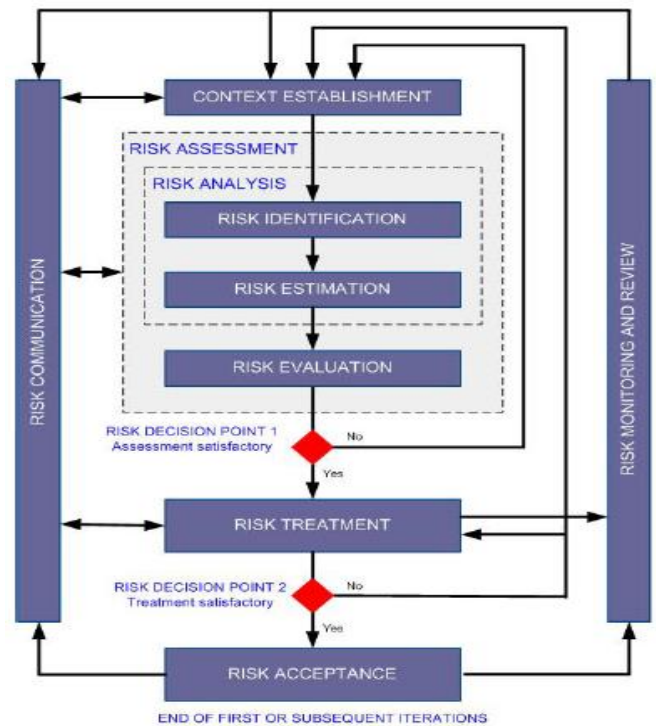 CONTEXT ESTABLISHMENT
RISK ASSESSMENT
RISK ANALYSIS
RISK IDENTIFICATION
RISK ESTIMATION
RISK EVALUATION
RISK COMMUNICATION
RISK MONITORING AND REVIEW
RISK DECISION POINT 1
Assessment satisfactory
No
Yes
RISK TREATMENT
RISK DECISION POINT 2
Treatment satisfactory
No
Yes
RISK ACCEPTANCE
END OF FIRST OR SUBSEQUENT ITERATIONS